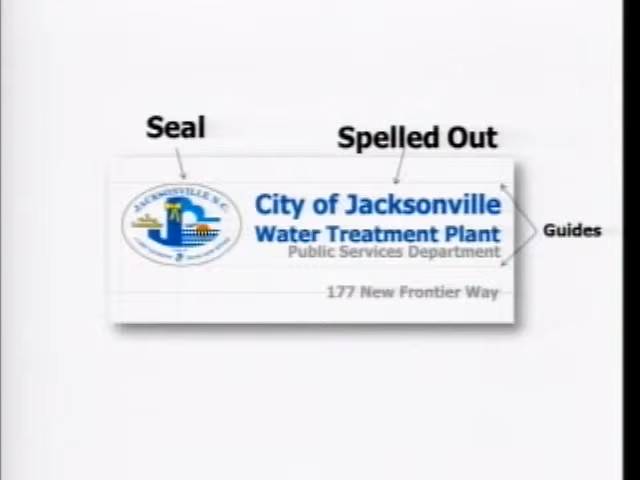 Seal
Spelled Out
JACKSONVILLE N.C.
City of Jacksonville
Water Treatment Plant
Public Services Department
177 New Frontier Way
Guides